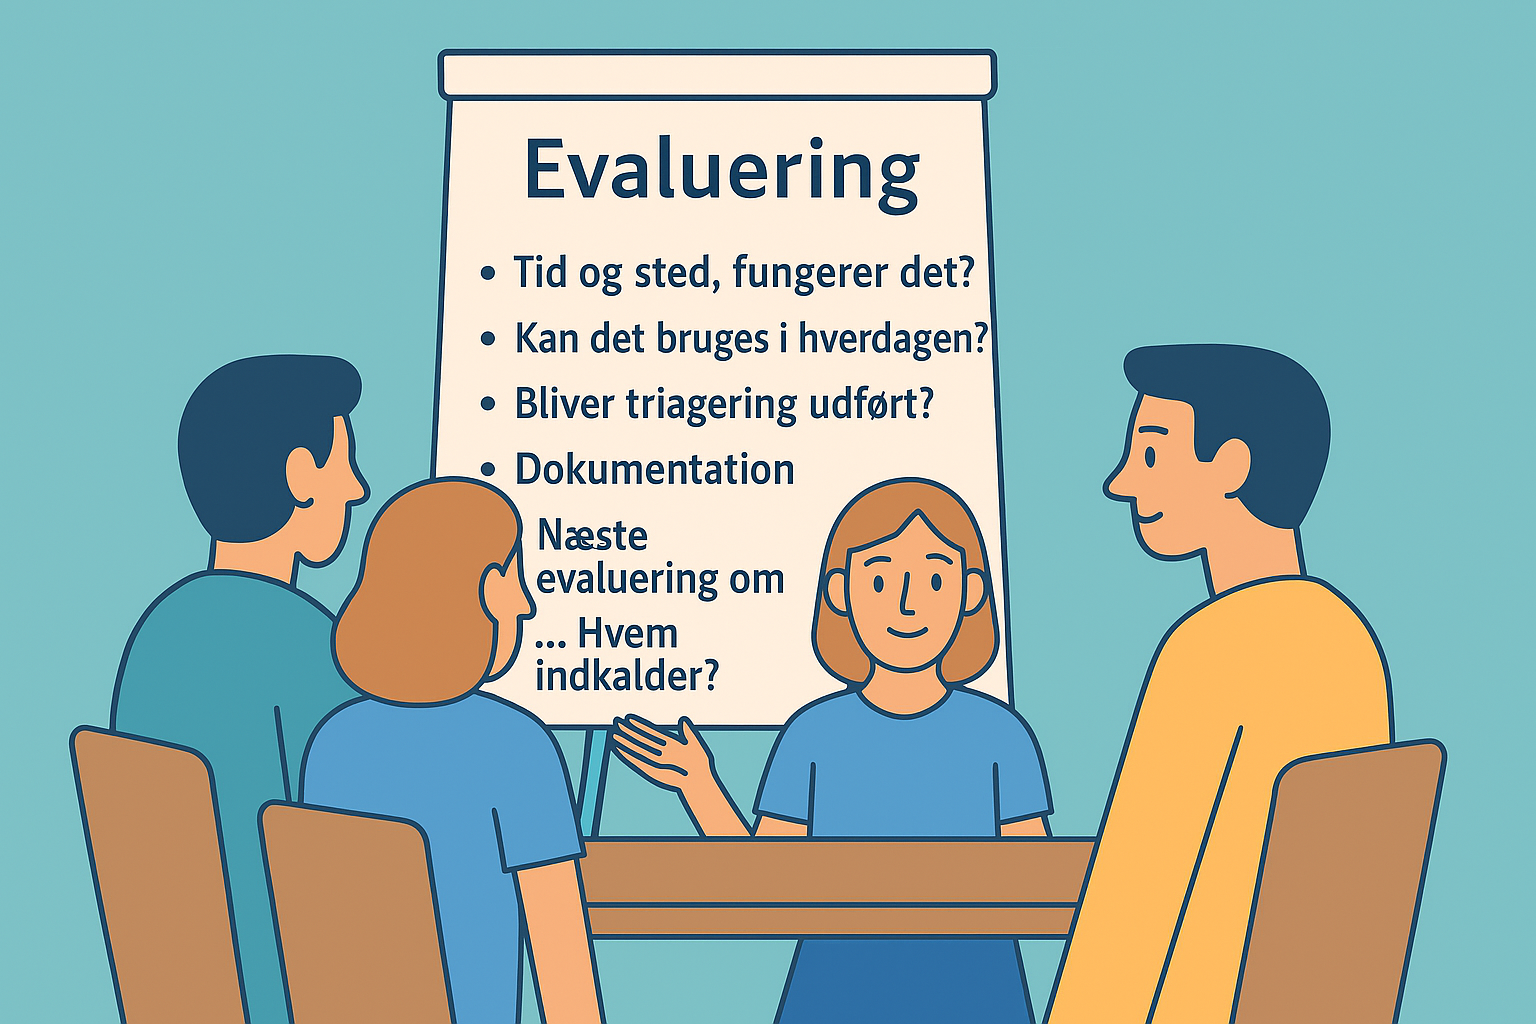 Evaluering
• Tid og sted, fungerer det?
• Kan det bruges i hverdagen?
• Bliver triagering udført?
• Dokumentation
Næste
evaluering om
... Hvem
indkalder?